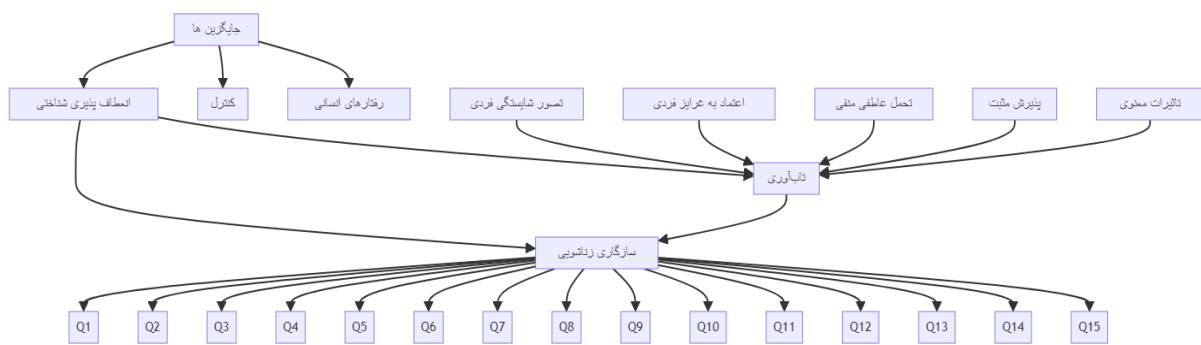 جایگزین ها
انعطاف پذیری شناختی
کنترل
رفتارهای انسانی
تصور شایستگی فردی
اعتماد به غرایز فردی
تحمل عاطفی منفی
پذیرش مثبت
تاثیرات معنوی
تاب‌آوری
سازگاری زناشویی
Q1
Q2
Q3
Q4
Q5
Q6
Q7
Q8
Q9
Q10
Q11
Q12
Q13
Q14
Q15